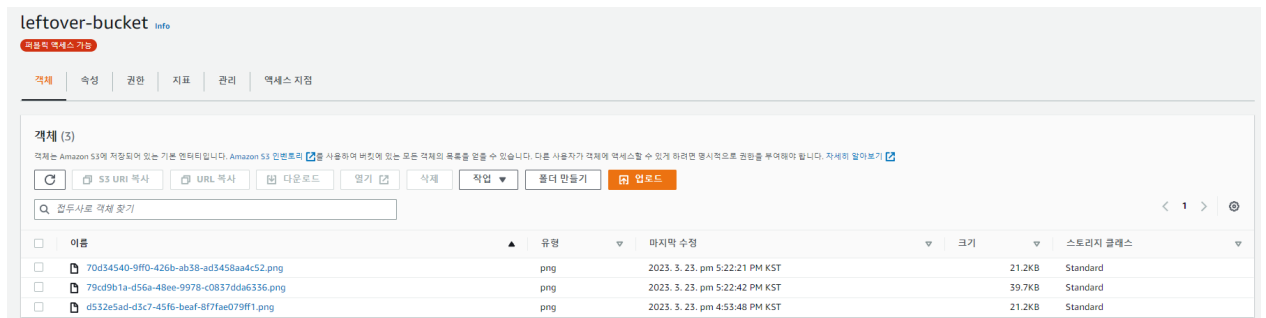 leftover-bucket Info
퍼블릭 액세스 가능
객체 속성 권한 지표 관리 액세스 지점
객체 (3)
객체는 Amazon S3에 저장되어 있는 기본 엔터티입니다. Amazon S3 인벤토리를 사용하여 버킷에 있는 모든 객체의 목록을 얻을 수 있습니다. 다른 사용자가 객체에 액세스할 수 있게 하려면 명시적으로 권한을 부여해야 합니다. 자세히 알아보기
S3 URI 복사 URL 복사 다운로드 열기 삭제 작업 폴더 만들기 업로드
접두사로 객체 찾기 1
이름 유형 마지막 수정 크기 스토리지 클래스
70d34540-9ff0-426b-ab38-ad3458aa4c52.png png 2023. 3. 23. pm 5:22:21 PM KST 21.2KB Standard
79cd9b1a-d56a-48ee-9978-c0837dda6336.png png 2023. 3. 23. pm 5:22:42 PM KST 39.7KB Standard
d532e5ad-d3c7-45f6-beaf-8f7fae079ff1.png png 2023. 3. 23. pm 4:53:48 PM KST 21.2KB Standard